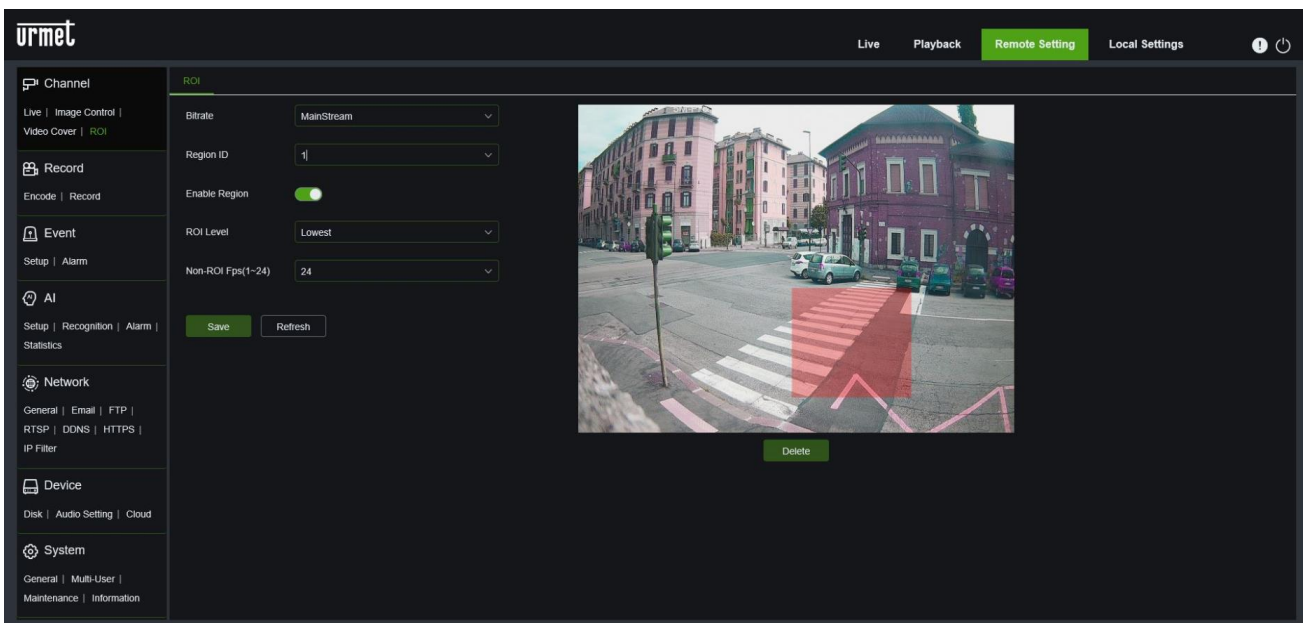 urmet
Live Playback Remote Setting Local Settings
Channel
Live | Image Control |
Video Cover | ROI
Record
Encode | Record
Event
Setup | Alarm
AI
Setup | Recognition | Alarm |
Statistics
Network
General | Email | FTP |
RTSP | DDNS | HTTPS |
IP Filter
Device
Disk | Audio Setting | Cloud
System
General | Multi-User |
Maintenance | Information
ROI
Bitrate MainStream
Region ID 1
Enable Region
ROI Level Lowest
Non-ROI Fps(1~24) 24
Save Refresh
Delete